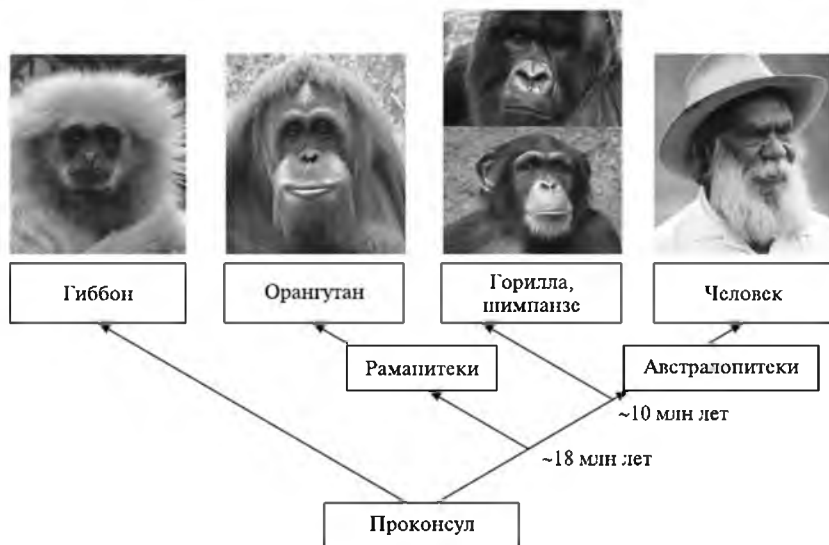 Гиббон
Орангутан
Горилла,
шимпанзе
Человек
Рамапитеки
Австралопитеки
~10 млн лет
~18 млн лет
Проконсул